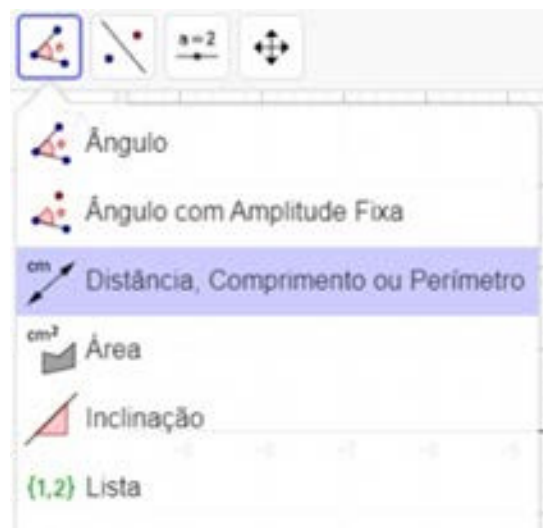 a=2
Ângulo
Ângulo com Amplitude Fixa
cm Distância, Comprimento ou Perímetro
cm² Área
Inclinação
{1,2} Lista